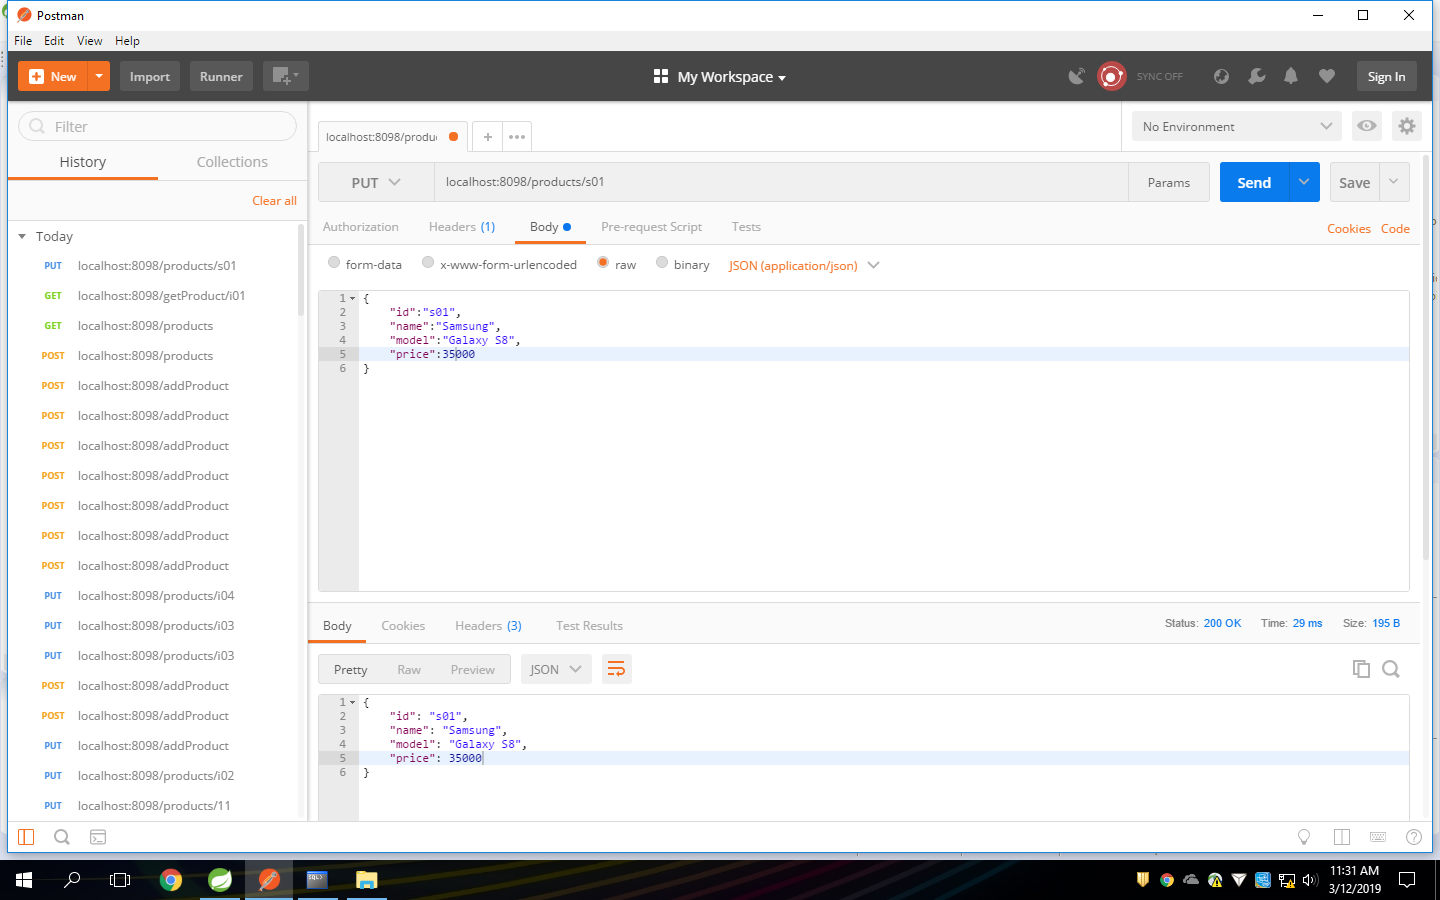 Postman
File Edit View Help
New
Import
Runner
My Workspace
SYNC OFF
Sign In
Filter
History
Collections
Clear all
Today
PUT localhost:8098/products/s01
GET localhost:8098/getProduct/i01
GET localhost:8098/products
POST localhost:8098/products
POST localhost:8098/addProduct
POST localhost:8098/addProduct
POST localhost:8098/addProduct
POST localhost:8098/addProduct
POST localhost:8098/addProduct
POST localhost:8098/addProduct
POST localhost:8098/addProduct
PUT localhost:8098/products/i04
PUT localhost:8098/products/i03
PUT localhost:8098/products/i03
POST localhost:8098/addProduct
POST localhost:8098/addProduct
PUT localhost:8098/addProduct
PUT localhost:8098/products/i02
PUT localhost:8098/products/11
localhost:8098/produ
No Environment
PUT
localhost:8098/products/s01
Params
Send
Save
Authorization
Headers (1)
Body
Pre-request Script
Tests
Cookies
Code
form-data
x-www-form-urlencoded
raw
binary
JSON (application/json)
1 {
2 "id":"s01",
3 "name":"Samsung",
4 "model":"Galaxy S8",
5 "price":35000
6 }
Body
Cookies
Headers (3)
Test Results
Status: 200 OK
Time: 29 ms
Size: 195 B
Pretty
Raw
Preview
JSON
1 {
2 "id": "s01",
3 "name": "Samsung",
4 "model": "Galaxy S8",
5 "price": 35000
6 }
SQL>
11:31 AM
3/12/2019